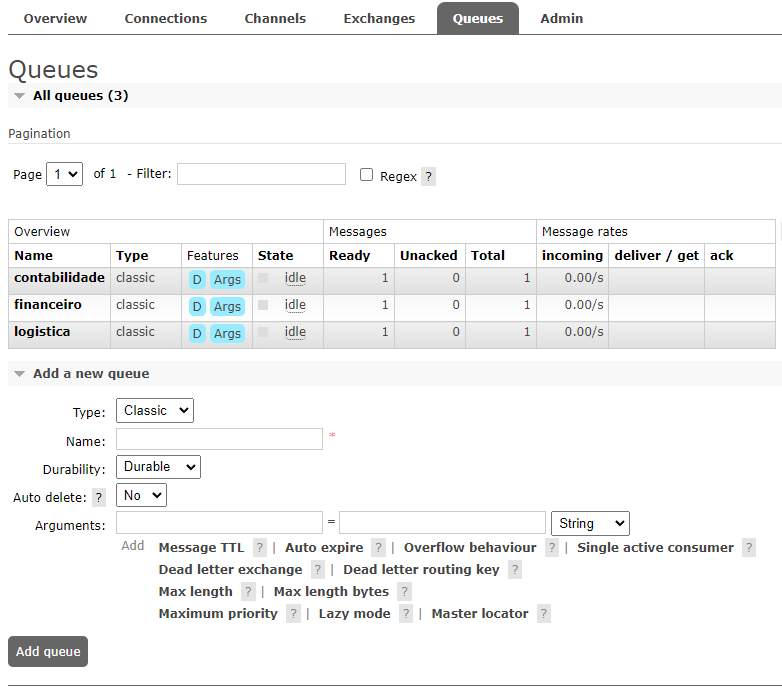 Overview Connections Channels Exchanges Queues Admin
Queues
All queues (3)
Pagination
Page 1 of 1 - Filter: Regex ?
Overview Messages Message rates
Name Type Features State Ready Unacked Total incoming deliver / get ack
contabilidade classic D Args idle 1 0 1 0.00/s
financeiro classic D Args idle 1 0 1 0.00/s
logistica classic D Args idle 1 0 1 0.00/s
Add a new queue
Type: Classic
Name: *
Durability: Durable
Auto delete: ? No
Arguments: = String
Add Message TTL ? | Auto expire ? | Overflow behaviour ? | Single active consumer ?
Dead letter exchange ? | Dead letter routing key ?
Max length ? | Max length bytes ?
Maximum priority ? | Lazy mode ? | Master locator ?
Add queue